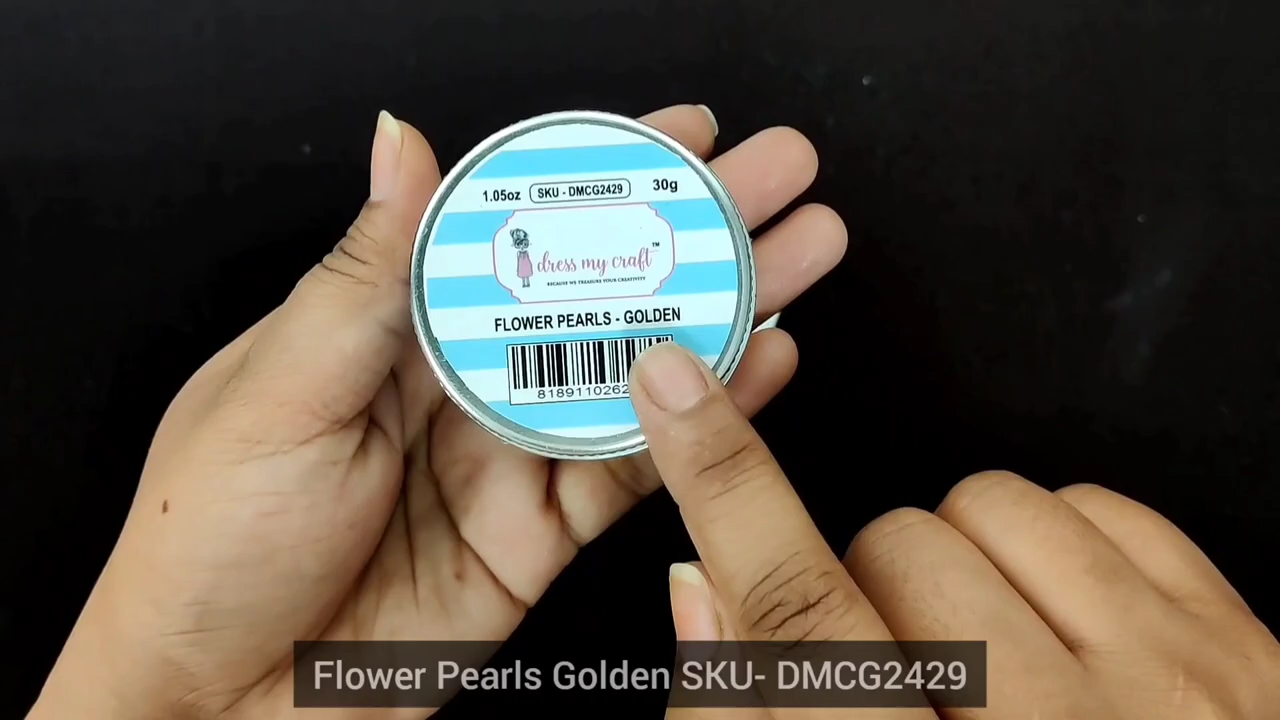 1.05oz SKU - DMCG2429 30g
dress my craft™
BECAUSE WE TREASURE YOUR CREATIVITY
FLOWER PEARLS - GOLDEN
8189110262
Flower Pearls Golden SKU- DMCG2429